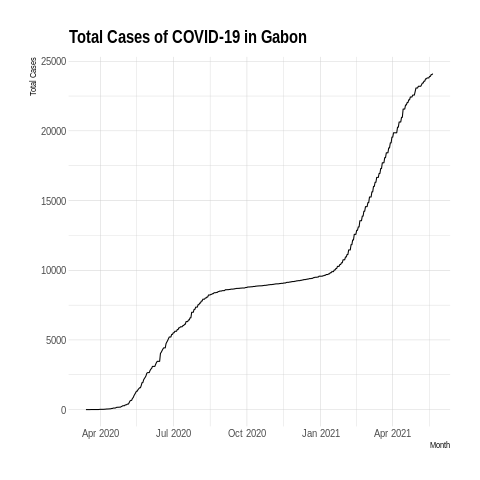 Total Cases of COVID-19 in Gabon
Total Cases
25000
20000
15000
10000
5000
0
Apr 2020 Jul 2020 Oct 2020 Jan 2021 Apr 2021
Month